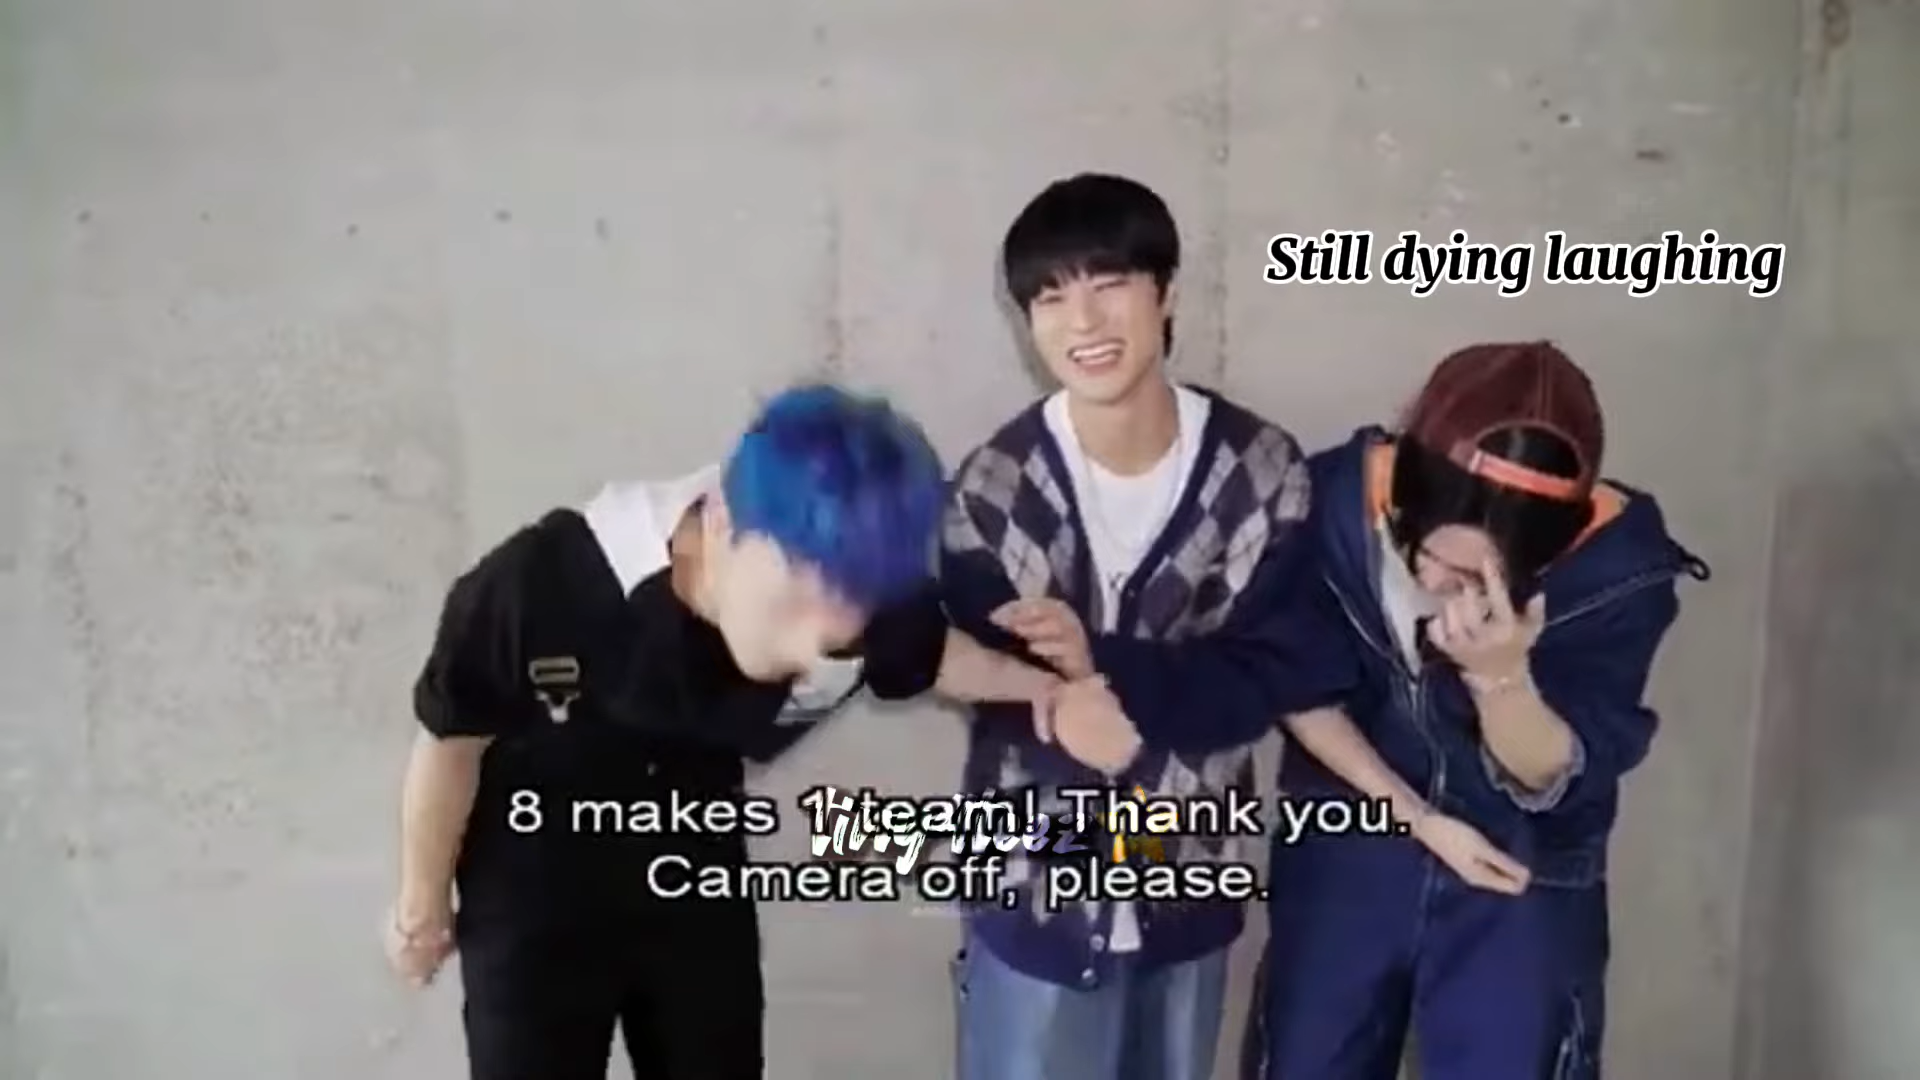 Still dying laughing
8 makes 1 team! Thank you.
Camera off, please.